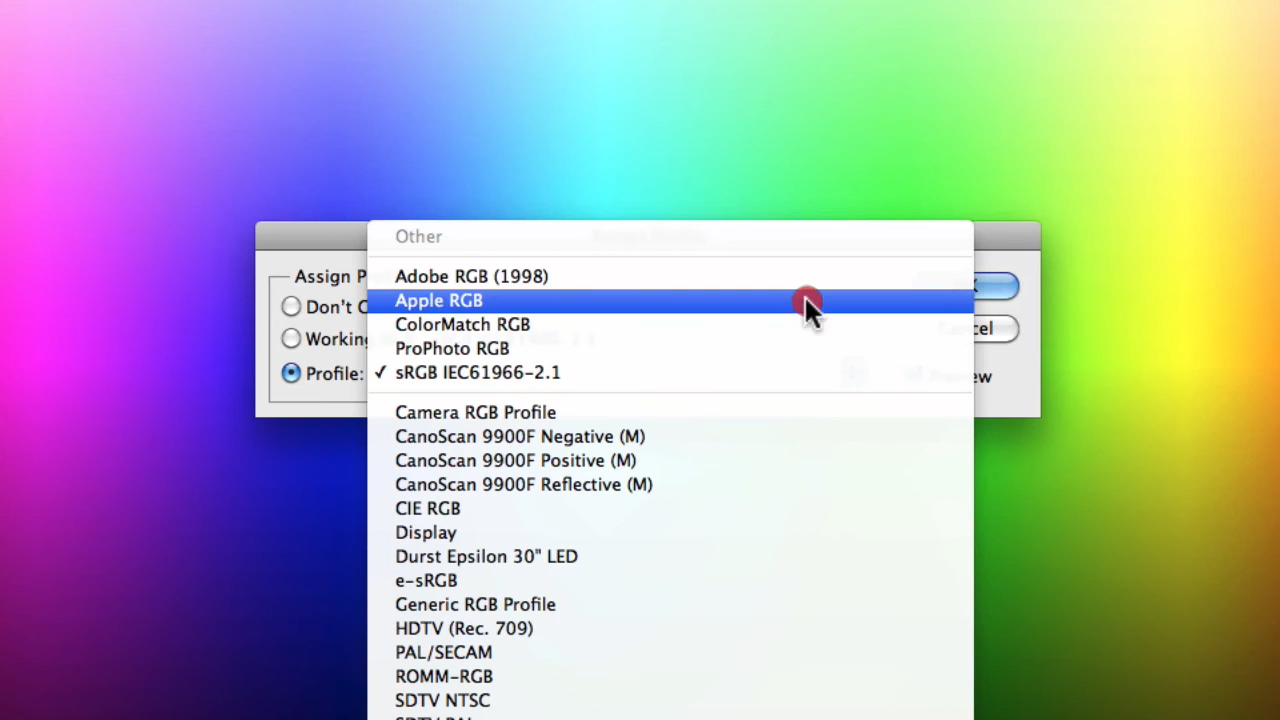 Other
Assign P
Adobe RGB (1998)
Don't C
Apple RGB
ColorMatch RGB
Cancel
Working
ProPhoto RGB
Profile:
✓ sRGB IEC61966-2.1
Preview
Camera RGB Profile
CanoScan 9900F Negative (M)
CanoScan 9900F Positive (M)
CanoScan 9900F Reflective (M)
CIE RGB
Display
Durst Epsilon 30" LED
e-sRGB
Generic RGB Profile
HDTV (Rec. 709)
PAL/SECAM
ROMM-RGB
SDTV NTSC